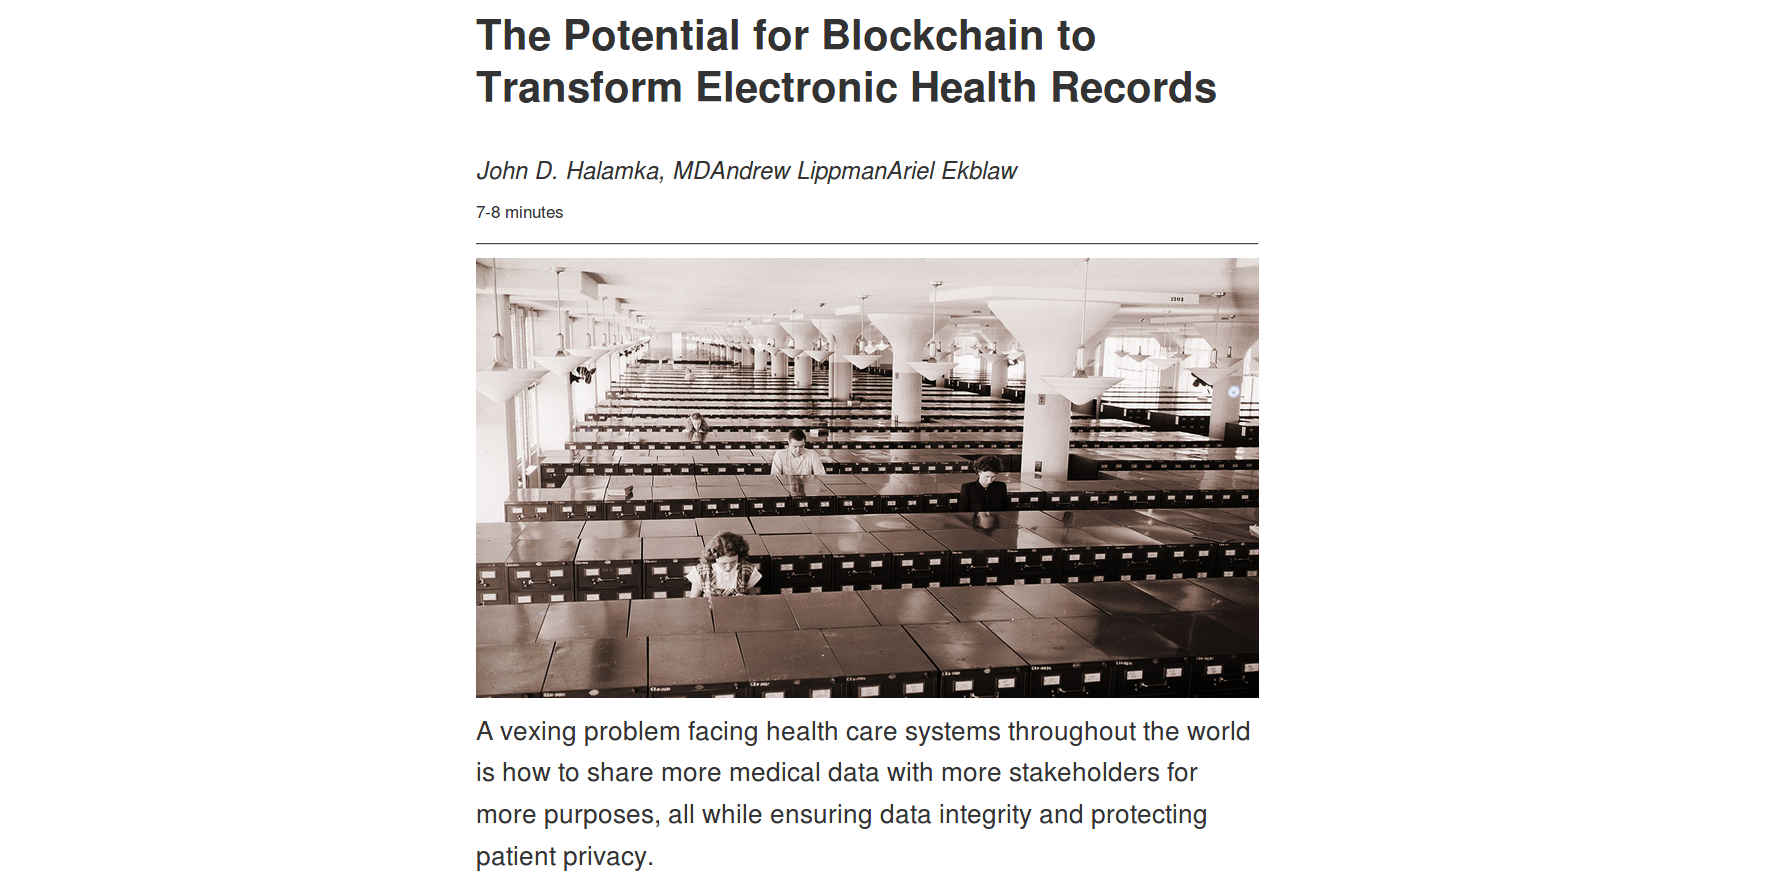 The Potential for Blockchain to
Transform Electronic Health Records
John D. Halamka, MDAndrew LippmanAriel Ekblaw
7-8 minutes
A vexing problem facing health care systems throughout the world
is how to share more medical data with more stakeholders for
more purposes, all while ensuring data integrity and protecting
patient privacy.